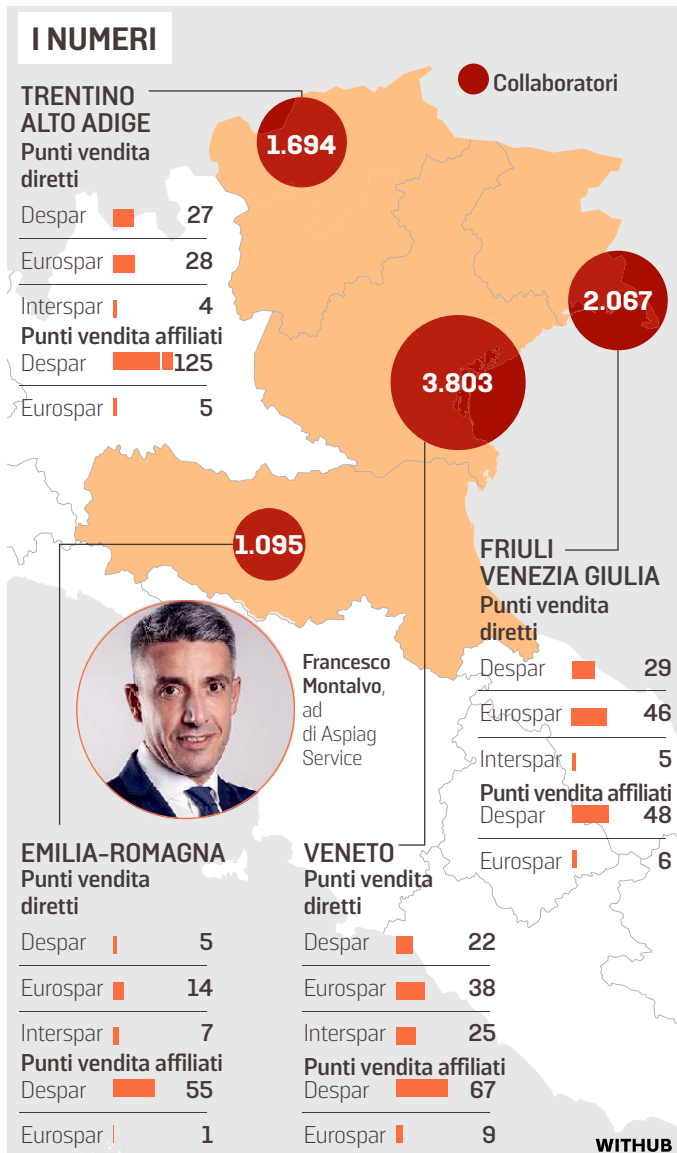 I NUMERI
Collaboratori
TRENTINO
ALTO ADIGE
1.694
Punti vendita
diretti
Despar 27
Eurospar 28
Interspar 4
Punti vendita affiliati
Despar 125
Eurospar 5
2.067
3.803
1.095
FRIULI
VENEZIA GIULIA
Punti vendita
diretti
Despar 29
Eurospar 46
Interspar 5
Punti vendita affiliati
Despar 48
Eurospar 6
Francesco
Montalvo,
ad
di Aspiag
Service
EMILIA-ROMAGNA
Punti vendita
diretti
Despar 5
Eurospar 14
Interspar 7
Punti vendita affiliati
Despar 55
Eurospar 1
VENETO
Punti vendita
diretti
Despar 22
Eurospar 38
Interspar 25
Punti vendita affiliati
Despar 67
Eurospar 9
WITHUB